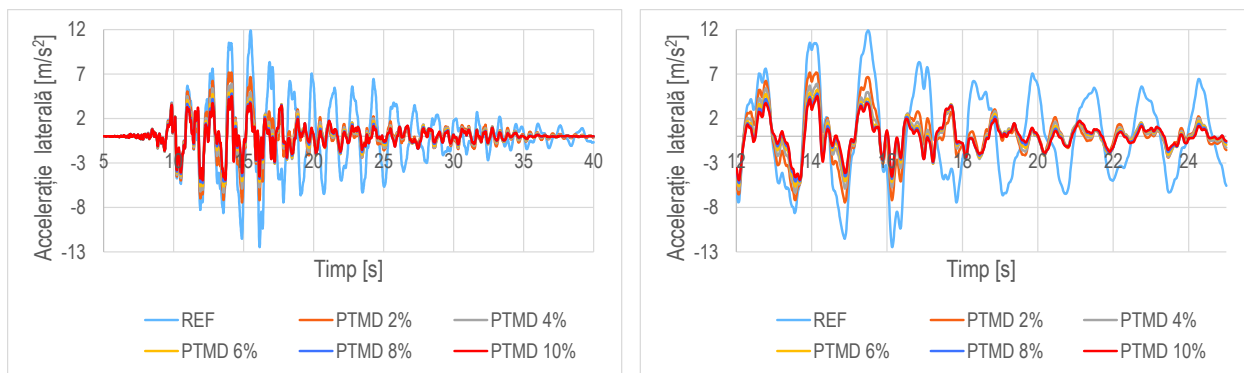 Accelerație laterală [m/s²]
12
7
2
-3
-8
-13
5 10 15 20 25 30 35 40
Timp [s]
REF PTMD 2% PTMD 4%
PTMD 6% PTMD 8% PTMD 10%
Accelerație laterală [m/s²]
12
7
2
-3
-8
-13
12 14 16 18 20 22 24
Timp [s]
REF PTMD 2% PTMD 4%
PTMD 6% PTMD 8% PTMD 10%